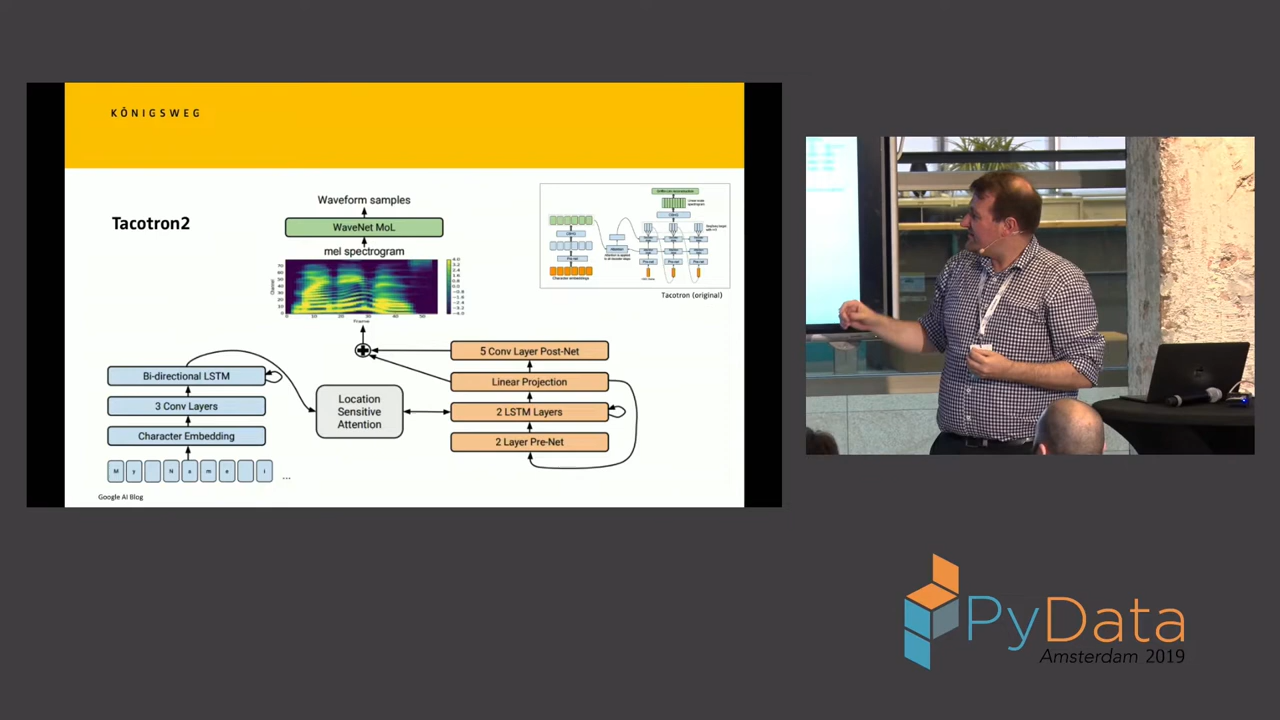 KÖNIGSWEG
Tacotron2
Waveform samples
WaveNet MoL
mel spectrogram
5 Conv Layer Post-Net
Linear Projection
2 LSTM Layers
2 Layer Pre-Net
Bi-directional LSTM
3 Conv Layers
Character Embedding
Location
Sensitive
Attention
M y N a m e i ...
Google AI Blog
Tacotron (original)
PyData
Amsterdam 2019